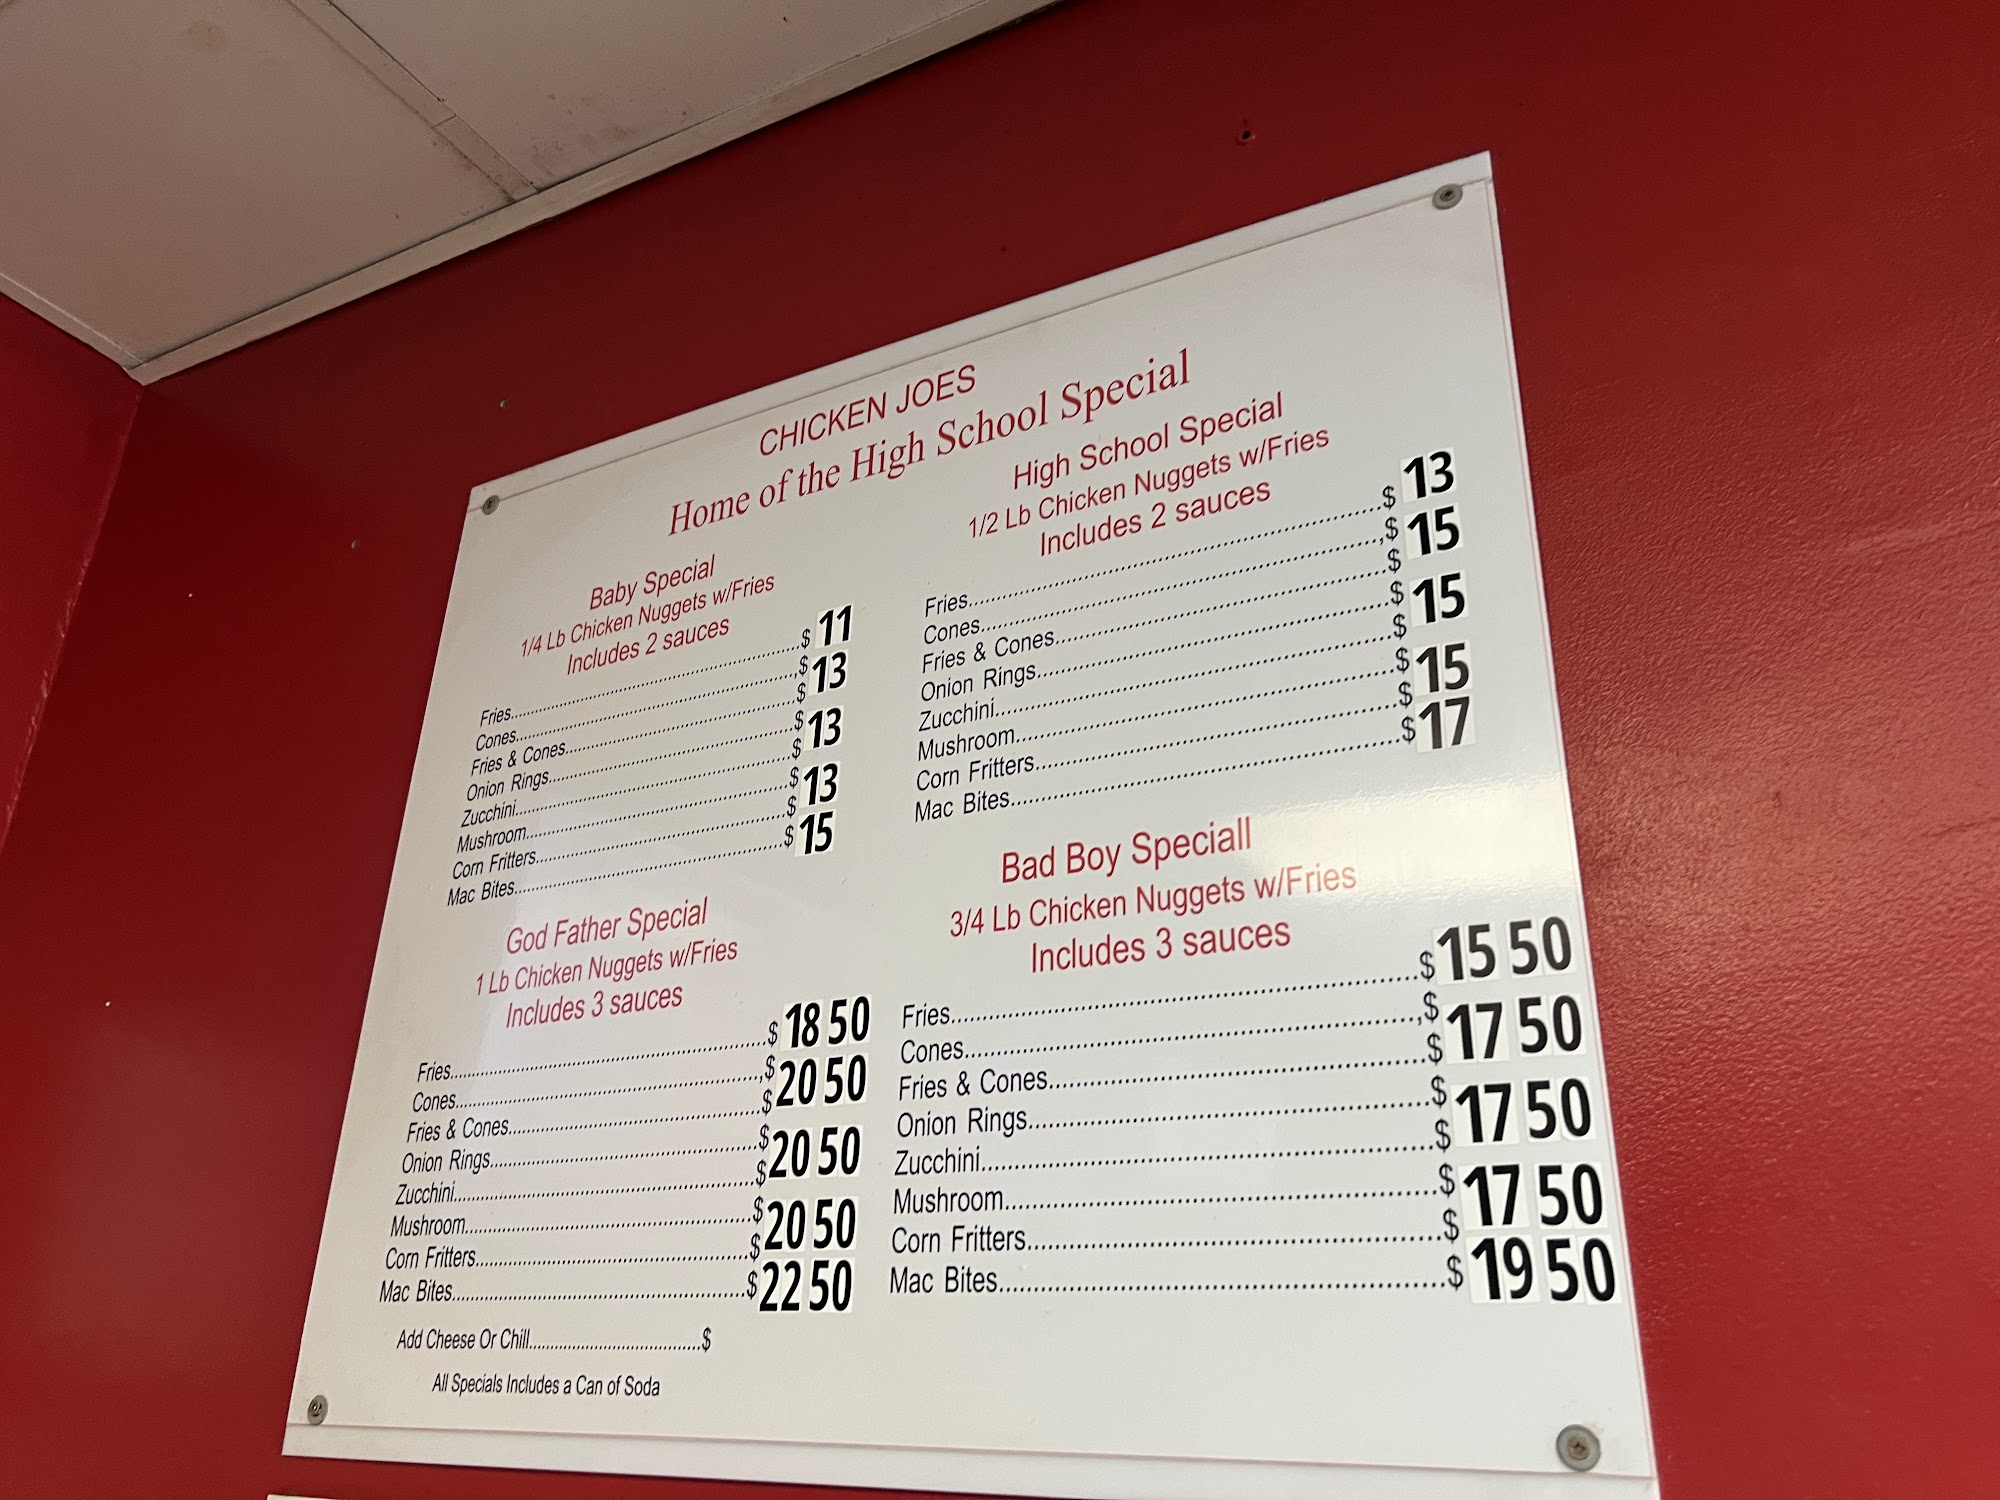 CHICKEN JOES
Home of the High School Special
Baby Special
1/4 Lb Chicken Nuggets w/Fries
Includes 2 sauces
Fries..........$ 11
Cones..........,$ 13
Fries & Cones..........$
Onion Rings..........$ 13
Zucchini..........$
Mushroom..........$ 13
Corn Fritters..........$
Mac Bites..........$ 15
High School Special
1/2 Lb Chicken Nuggets w/Fries
Includes 2 sauces
Fries..........$ 13
Cones..........,$ 15
Fries & Cones..........$
Onion Rings..........$ 15
Zucchini..........$
Mushroom..........$ 15
Corn Fritters..........$
Mac Bites..........$ 17
God Father Special
1 Lb Chicken Nuggets w/Fries
Includes 3 sauces
Fries..........$ 18 50
Cones..........,$ 20 50
Fries & Cones..........$
Onion Rings..........$ 20 50
Zucchini..........$
Mushroom..........$ 20 50
Corn Fritters..........$
Mac Bites..........$ 22 50
Add Cheese Or Chill..........$
All Specials Includes a Can of Soda
Bad Boy Speciall
3/4 Lb Chicken Nuggets w/Fries
Includes 3 sauces
Fries..........$ 15 50
Cones..........,$ 17 50
Fries & Cones..........$
Onion Rings..........$ 17 50
Zucchini..........$
Mushroom..........$ 17 50
Corn Fritters..........$
Mac Bites..........$ 19 50